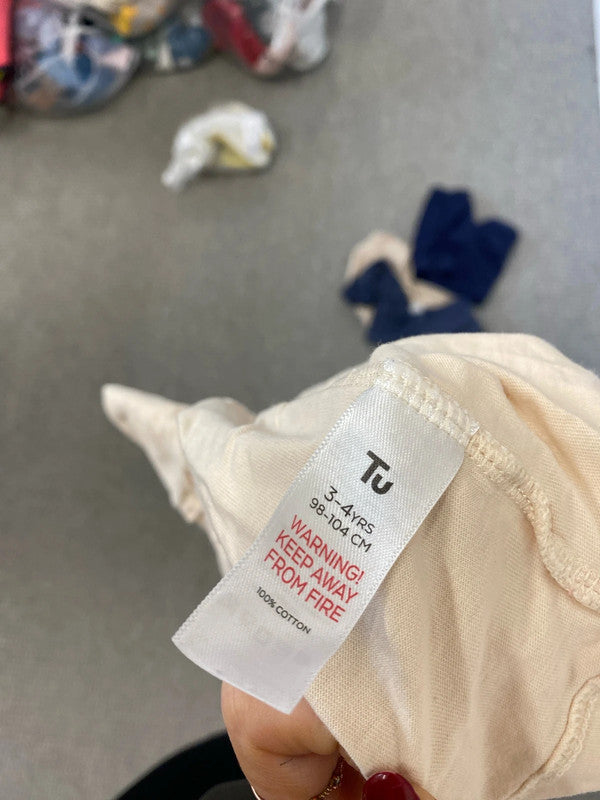 Tu
3-4YRS
98-104 CM
WARNING!
KEEP AWAY
FROM FIRE
100% COTTON